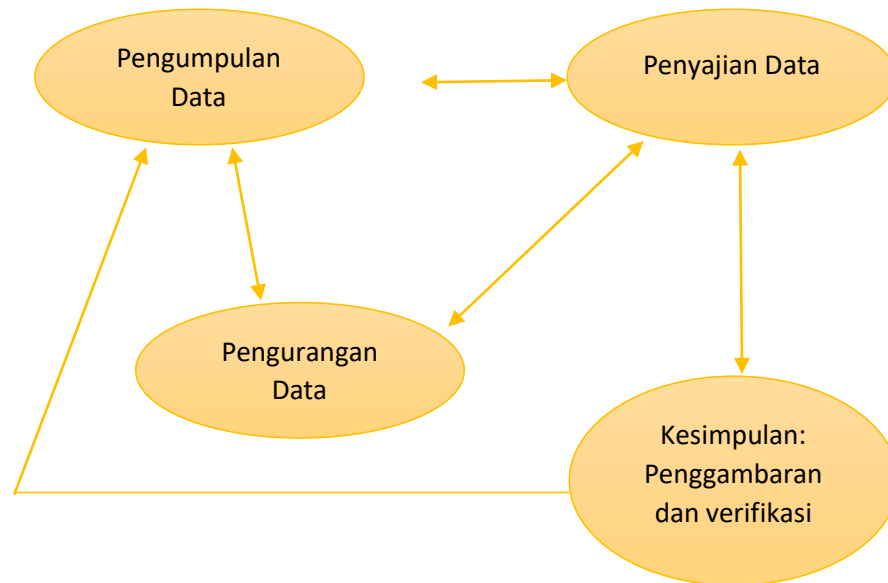 Pengumpulan
Data
Penyajian Data
Pengurangan
Data
Kesimpulan:
Penggambaran
dan verifikasi